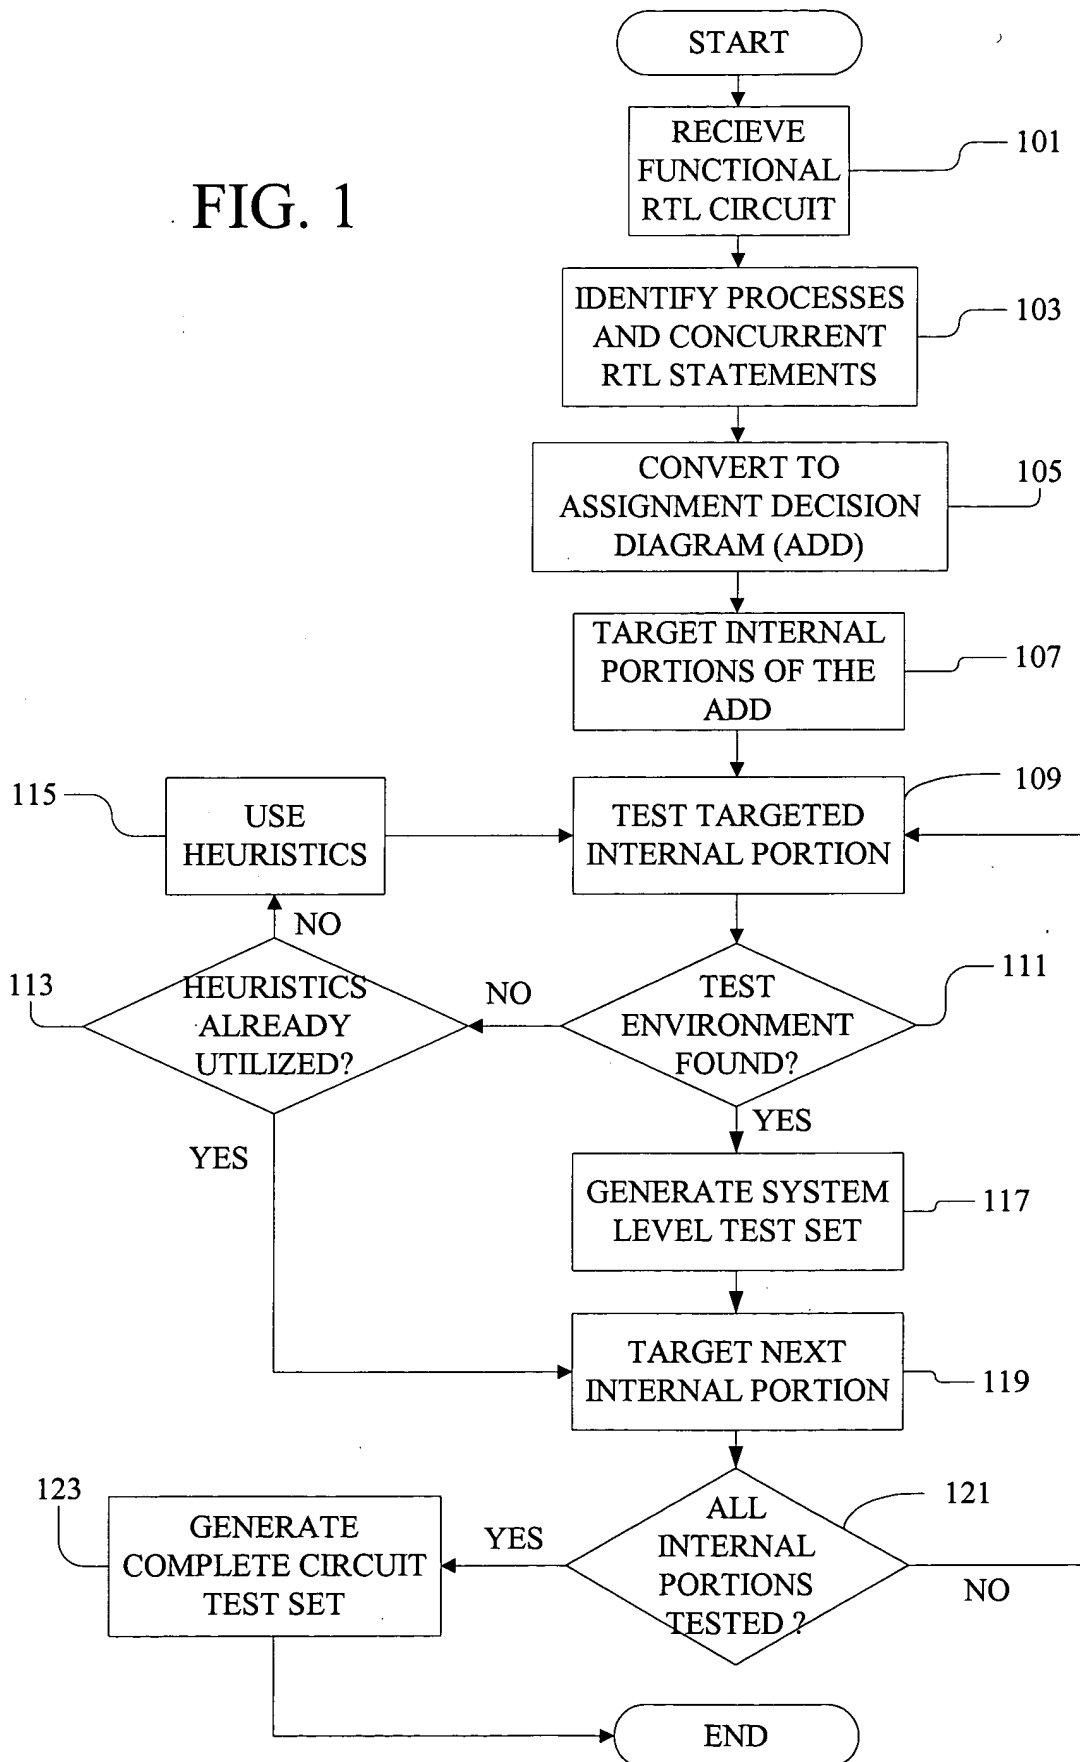 START
RECIEVE
FUNCTIONAL
RTL CIRCUIT
101
FIG. 1
IDENTIFY PROCESSES
AND CONCURRENT
RTL STATEMENTS
103
CONVERT TO
ASSIGNMENT DECISION
DIAGRAM (ADD)
105
TARGET INTERNAL
PORTIONS OF THE
ADD
107
115
USE
HEURISTICS
TEST TARGETED
INTERNAL PORTION
109
NO
113
HEURISTICS
ALREADY
UTILIZED?
NO
TEST
ENVIRONMENT
FOUND?
111
YES
YES
GENERATE SYSTEM
LEVEL TEST SET
117
TARGET NEXT
INTERNAL PORTION
119
123
GENERATE
COMPLETE CIRCUIT
TEST SET
YES
ALL
INTERNAL
PORTIONS
TESTED ?
121
NO
END